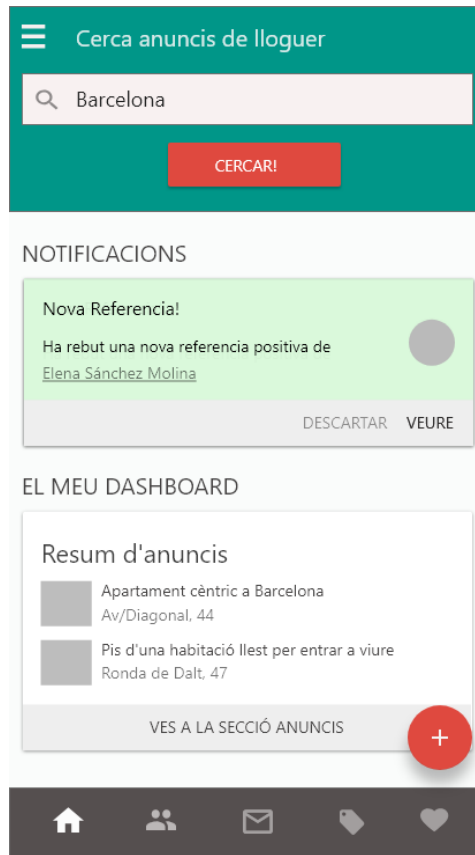 Cerca anuncis de lloguer
Barcelona
CERCAR!
NOTIFICACIONS
Nova Referencia!
Ha rebut una nova referencia positiva de
Elena Sánchez Molina
DESCARTAR VEURE
EL MEU DASHBOARD
Resum d'anuncis
Apartament cèntric a Barcelona
Av/Diagonal, 44
Pis d'una habitació llest per entrar a viure
Ronda de Dalt, 47
VES A LA SECCIÓ ANUNCIS
+